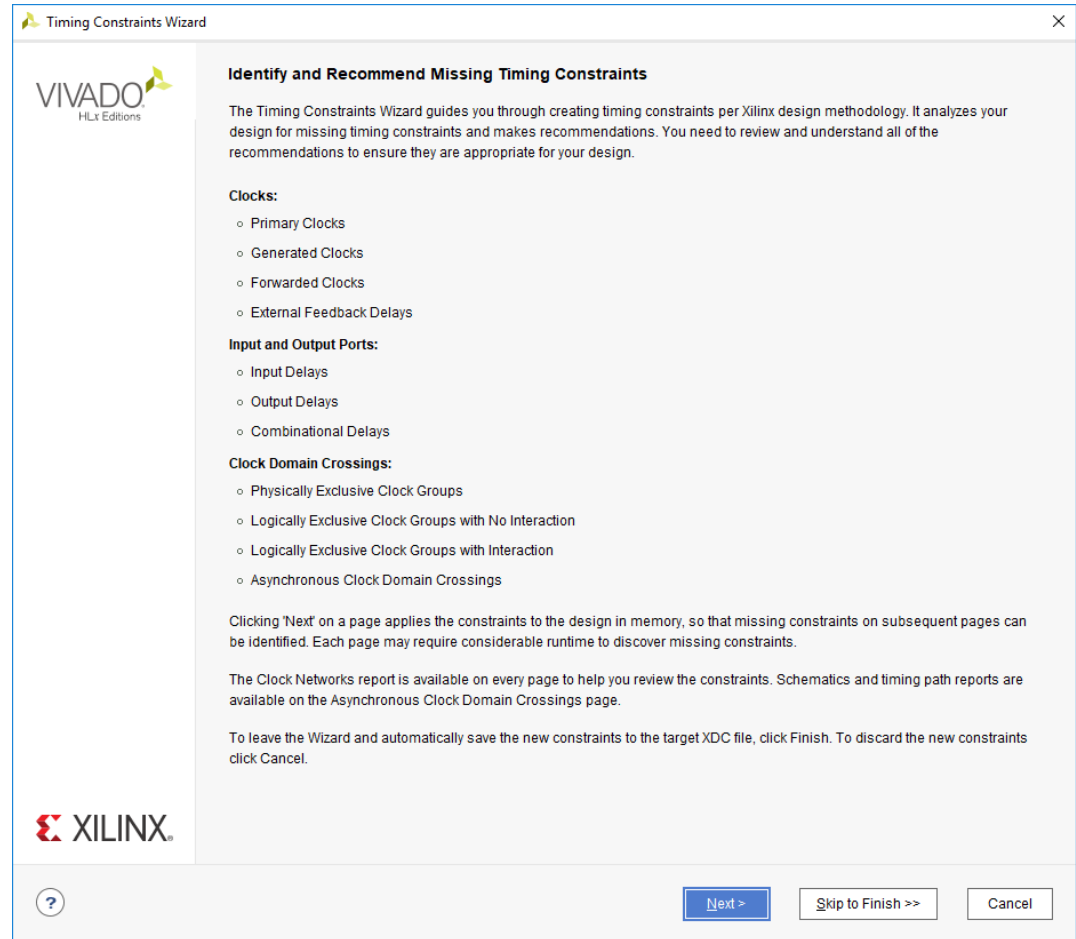 Timing Constraints Wizard
VIVADO
HLx Editions
Identify and Recommend Missing Timing Constraints
The Timing Constraints Wizard guides you through creating timing constraints per Xilinx design methodology. It analyzes your
design for missing timing constraints and makes recommendations. You need to review and understand all of the
recommendations to ensure they are appropriate for your design.
Clocks:
Primary Clocks
Generated Clocks
Forwarded Clocks
External Feedback Delays
Input and Output Ports:
Input Delays
Output Delays
Combinational Delays
Clock Domain Crossings:
Physically Exclusive Clock Groups
Logically Exclusive Clock Groups with No Interaction
Logically Exclusive Clock Groups with Interaction
Asynchronous Clock Domain Crossings
Clicking 'Next' on a page applies the constraints to the design in memory, so that missing constraints on subsequent pages can
be identified. Each page may require considerable runtime to discover missing constraints.
The Clock Networks report is available on every page to help you review the constraints. Schematics and timing path reports are
available on the Asynchronous Clock Domain Crossings page.
To leave the Wizard and automatically save the new constraints to the target XDC file, click Finish. To discard the new constraints
click Cancel.
XILINX®
?
Next >
Skip to Finish >>
Cancel